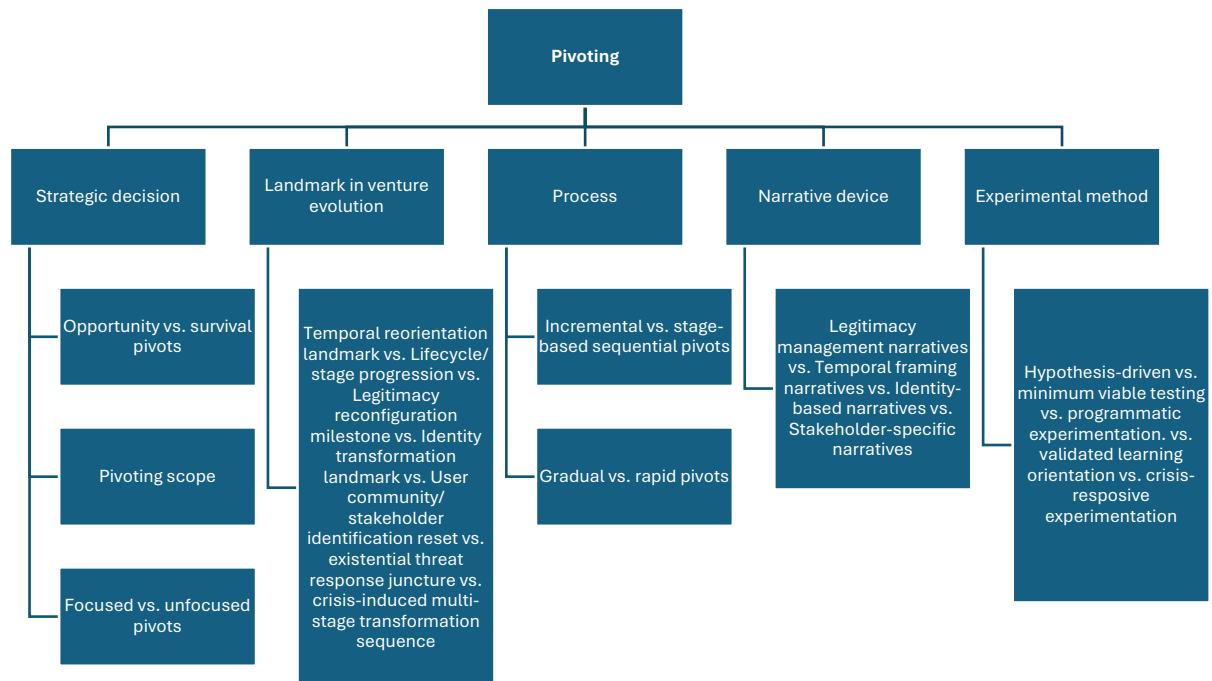 Pivoting
Strategic decision
Landmark in venture
evolution
Process
Narrative device
Experimental method
Opportunity vs. survival
pivots
Pivoting scope
Focused vs. unfocused
pivots
Temporal reorientation
landmark vs. Lifecycle/
stage progression vs.
Legitimacy
reconfiguration
milestone vs. Identity
transformation
landmark vs. User
community/
stakeholder
identification reset vs.
existential threat
response juncture vs.
crisis-induced multi-
stage transformation
sequence
Incremental vs. stage-
based sequential pivots
Gradual vs. rapid pivots
Legitimacy
management narratives
vs. Temporal framing
narratives vs. Identity-
based narratives vs.
Stakeholder-specific
narratives
Hypothesis-driven vs.
minimum viable testing
vs. programmatic
experimentation. vs.
validated learning
orientation vs. crisis-
resposive
experimentation